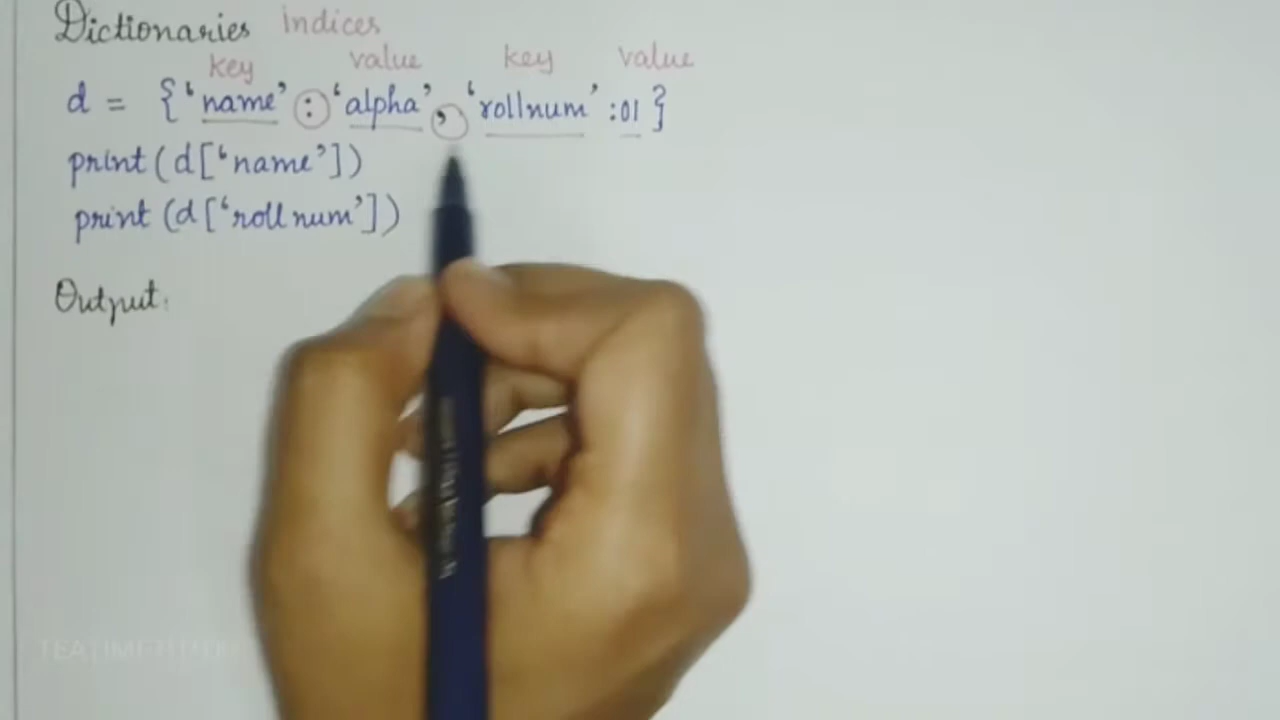 Dictionaries indices
key value key value
d = {'name' : 'alpha', 'rollnum' : 01}
print(d['name'])
print(d['rollnum'])
Output: